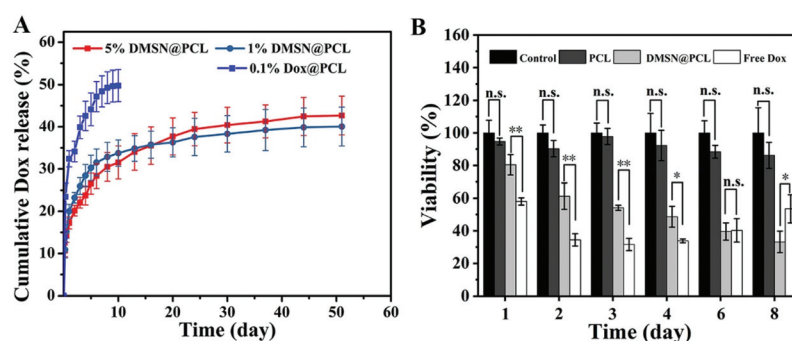 A
5% DMSN@PCL 1% DMSN@PCL
0.1% Dox@PCL
Cumulative Dox release (%)
60
50
40
30
20
10
0
0 10 20 30 40 50 60
Time (day)
B
Control PCL DMSN@PCL Free Dox
Viability (%)
160
140
120
100
80
60
40
20
0
n.s. n.s. n.s. n.s. n.s. n.s.
** ** ** * n.s. *
1 2 3 4 6 8
Time (day)